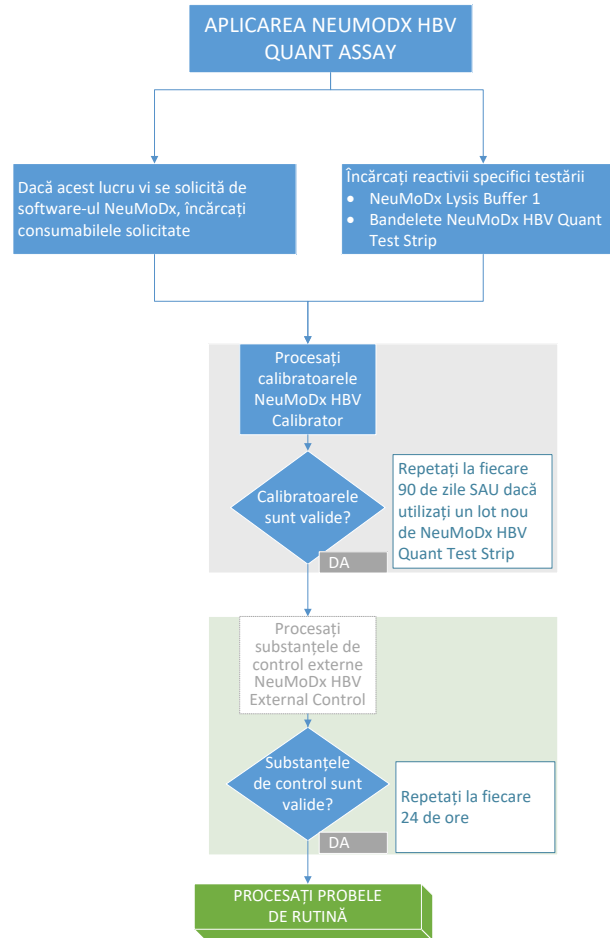 APLICAREA NEUMODX HBV
QUANT ASSAY
Dacă acest lucru vi se solicită de
software-ul NeuMoDx, încărcați
consumabilele solicitate
Încărcați reactivii specifici testării
• NeuMoDx Lysis Buffer 1
• Bandelete NeuMoDx HBV Quant
Test Strip
Procesați
calibratoarele
NeuMoDx HBV
Calibrator
Calibratoarele
sunt valide?
DA
Repetați la fiecare
90 de zile SAU dacă
utilizați un lot nou
de NeuMoDx HBV
Quant Test Strip
Procesați
substanțele de
control externe
NeuMoDx HBV
External Control
Substanțele
de control sunt
valide?
DA
Repetați la fiecare
24 de ore
PROCESAȚI PROBELE
DE RUTINĂ